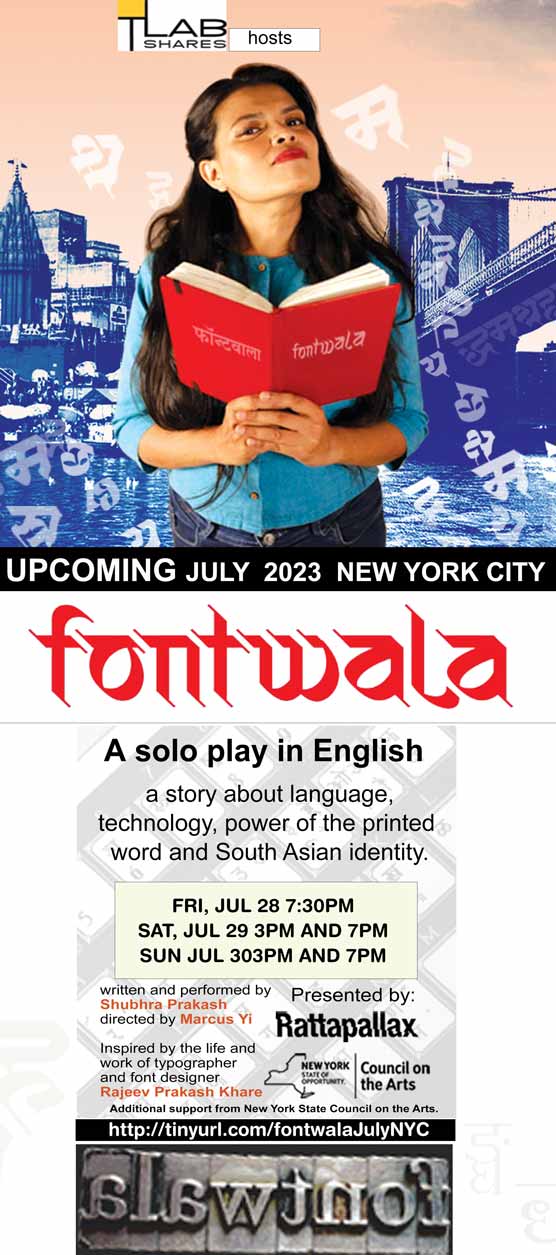 TLAB
SHARES
hosts
फॉन्टवाला
fontwala
UPCOMING JULY 2023 NEW YORK CITY
fontwala
A solo play in English
a story about language,
technology, power of the printed
word and South Asian identity.
FRI, JUL 28 7:30PM
SAT, JUL 29 3PM AND 7PM
SUN JUL 303PM AND 7PM
written and performed by
Shubhra Prakash
directed by Marcus Yi
Inspired by the life and
work of typographer
and font designer
Rajeev Prakash Khare
Presented by:
Rattapallax
NEW YORK
STATE OF
OPPORTUNITY.
Council on
the Arts
Additional support from New York State Council on the Arts.
http://tinyurl.com/fontwalaJulyNYC
fontwala